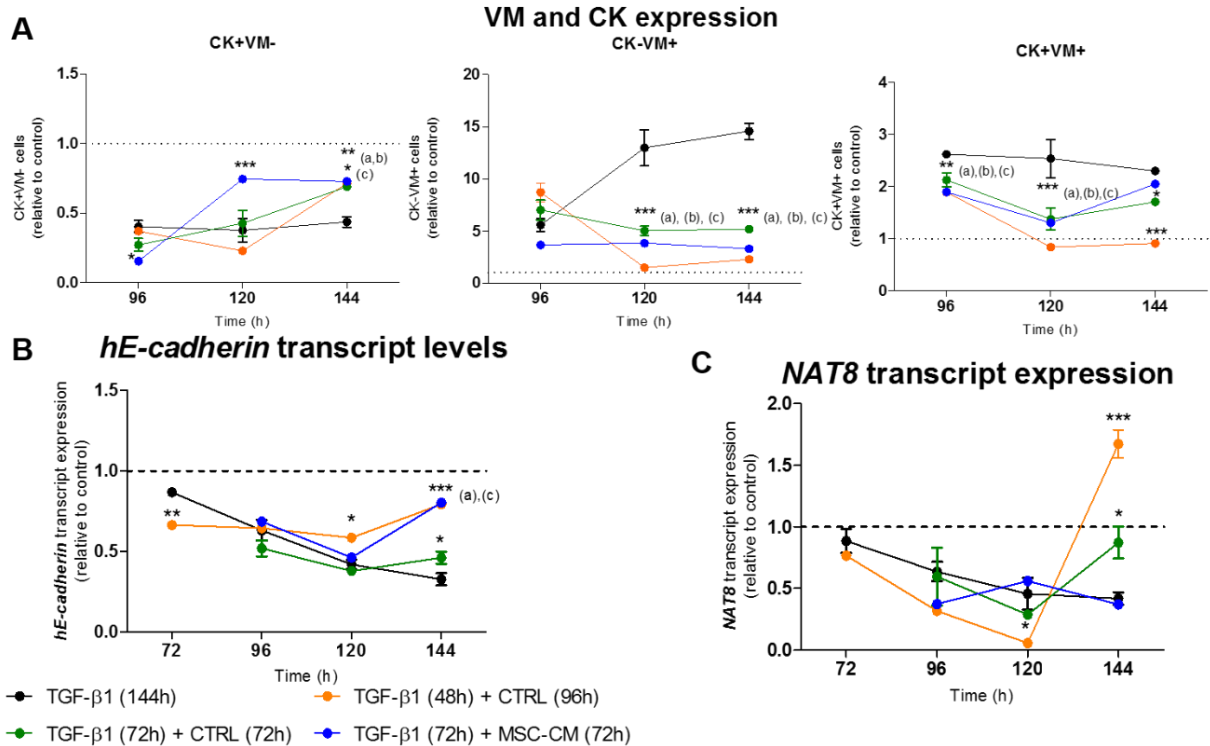 A
VM and CK expression
CK+VM-
CK+VM- cells
(relative to control)
1.5
1.0
0.5
0.0
*
***
**
(a,b)
*
(c)
96 120 144
Time (h)
CK-VM+
CK-VM+ cells
(relative to control)
20
15
10
5
0
*** (a), (b), (c)
*** (a), (b), (c)
96 120 144
Time (h)
CK+VM+
CK+VM+ cells
(relative to control)
4
3
2
1
0
** (a),(b),(c)
*** (a),(b),(c)
*
***
96 120 144
Time (h)
B
hE-cadherin transcript levels
hE-cadherin transcript expression
(relative to control)
1.5
1.0
0.5
0.0
**
*
***
(a),(c)
*
72 96 120 144
Time (h)
C
NAT8 transcript expression
NAT8 transcript expression
(relative to control)
2.0
1.5
1.0
0.5
0.0
***
*
*
72 96 120 144
Time (h)
TGF-β1 (144h)
TGF-β1 (48h) + CTRL (96h)
TGF-β1 (72h) + CTRL (72h)
TGF-β1 (72h) + MSC-CM (72h)